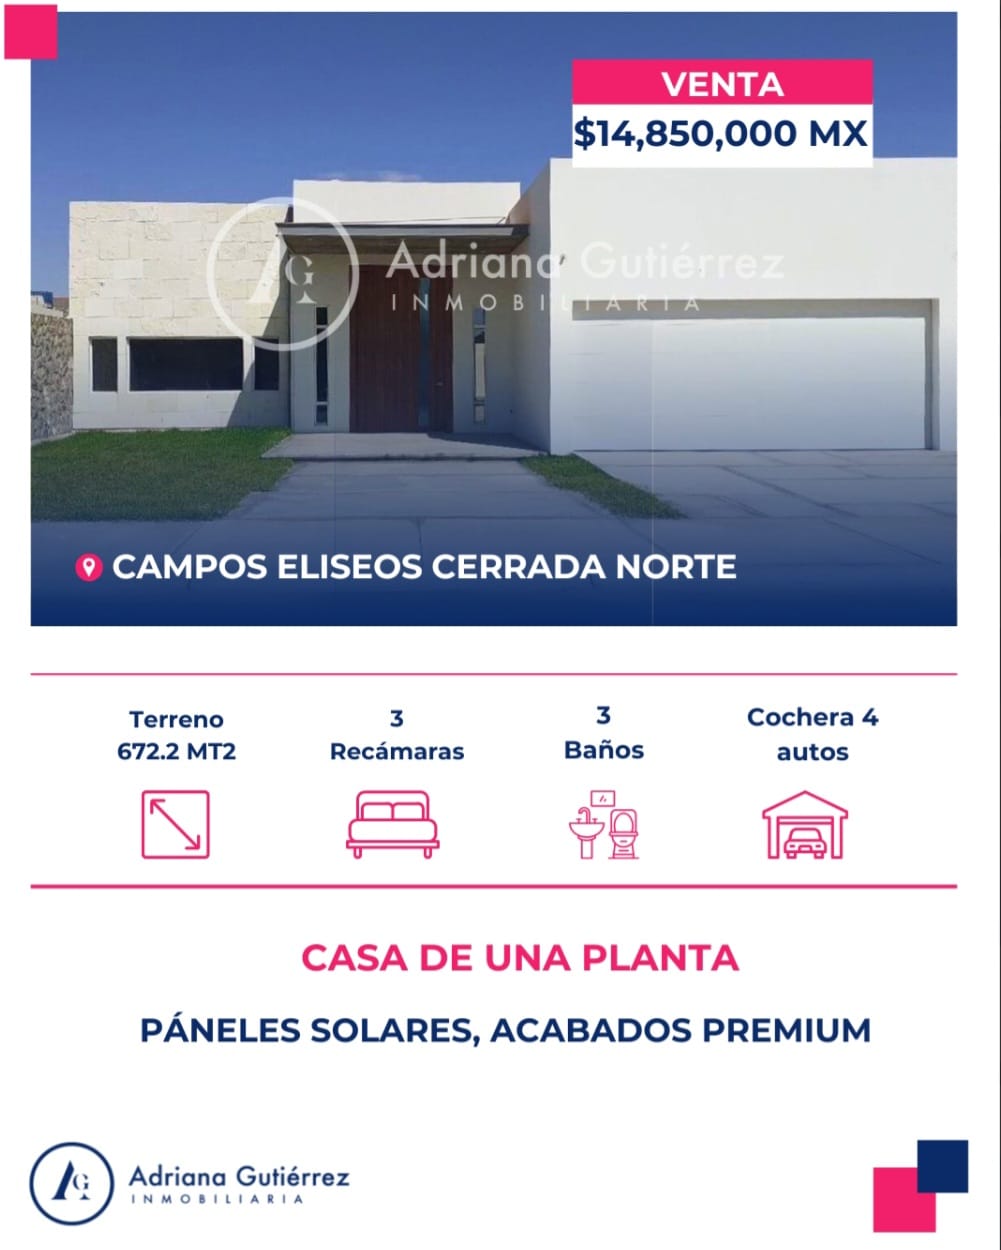 VENTA
$14,850,000 MX
AG
Adriana Gutiérrez
INMOBILIARIA
CAMPOS ELISEOS CERRADA NORTE
Terreno
672.2 MT2
3
Recámaras
3
Baños
Cochera 4
autos
CASA DE UNA PLANTA
PÁNELES SOLARES, ACABADOS PREMIUM
AG
Adriana Gutiérrez
INMOBILIARIA